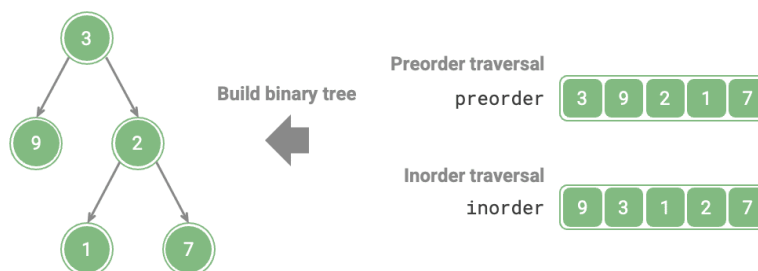 3
9
2
1
7
Build binary tree
Preorder traversal
preorder 3 9 2 1 7
Inorder traversal
inorder 9 3 1 2 7